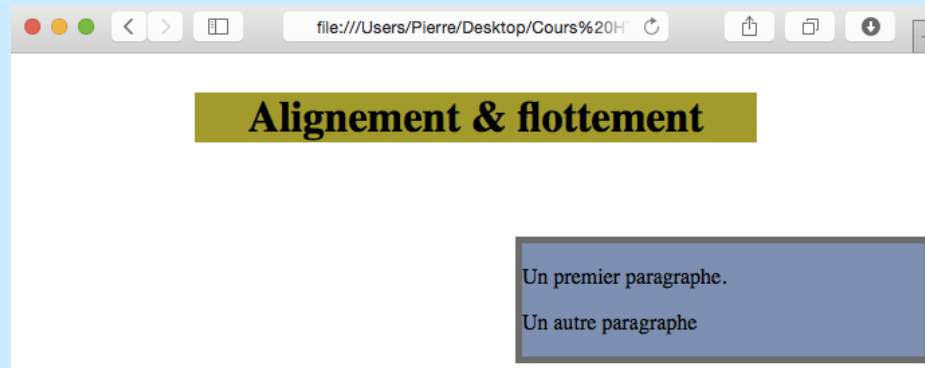 file:///Users/Pierre/Desktop/Cours%20H
Alignement & flottement
Un premier paragraphe.
Un autre paragraphe